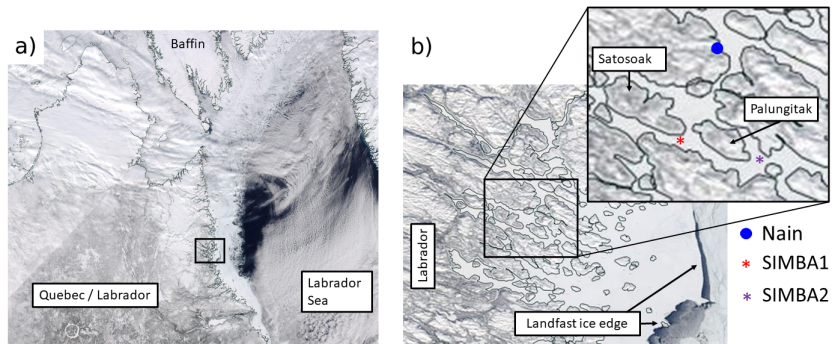 a)
Baffin
Quebec / Labrador
Labrador
Sea
b)
Satosoak
Palungitak
*
*
Labrador
Landfast ice edge
Nain
* SIMBA1
* SIMBA2